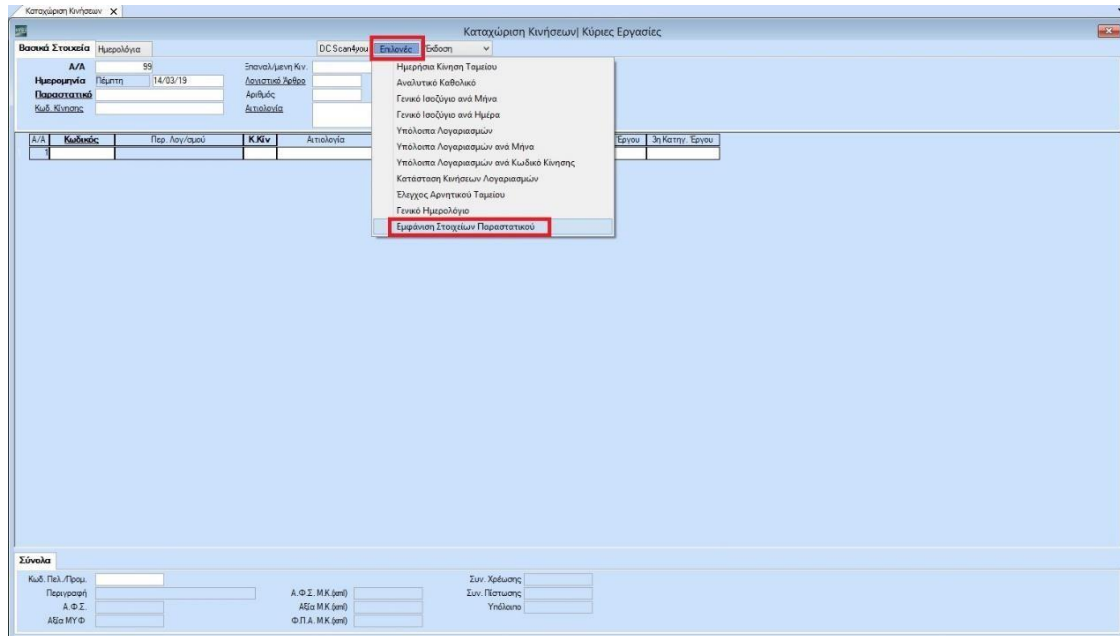 Καταχώριση Κινήσεων X
Καταχώριση Κινήσεων| Κύριες Εργασίες
Βασικά Στοιχεία Ημερολόγια DC Scan4you Επιλογές Έκδοση
Α/Α 99 Επαναλ/μενη Κιν.
Ημερομηνία Πέμπτη 14/03/19 Λογιστικό Άρθρο
Παραστατικό Αριθμός
Κωδ. Κίνησης Αιτιολογία
Ημερήσια Κίνηση Ταμείου
Αναλυτικό Καθολικό
Γενικό Ισοζύγιο ανά Μήνα
Γενικό Ισοζύγιο ανά Ημέρα
Υπόλοιπα Λογαριασμών
Υπόλοιπα Λογαριασμών ανά Μήνα
Υπόλοιπα Λογαριασμών ανά Κωδικό Κίνησης
Κατάσταση Κινήσεων Λογαριασμών
Έλεγχος Αρνητικού Ταμείου
Γενικό Ημερολόγιο
Εμφάνιση Στοιχείων Παραστατικού
Α/Α Κωδικός Περ. Λογ/σμού Κ.Κίν Αιτιολογία Έργου 3η Κατηγ. Έργου
1
Σύνολα
Κωδ. Πελ./Προμ. Συν. Χρέωσης
Περιγραφή Α.Φ.Σ. Μ.Κ.(xml) Συν. Πίστωσης
Α.Φ.Σ. Αξία Μ.Κ.(xml) Υπόλοιπο
Αξία ΜΥΦ Φ.Π.Α. Μ.Κ.(xml)